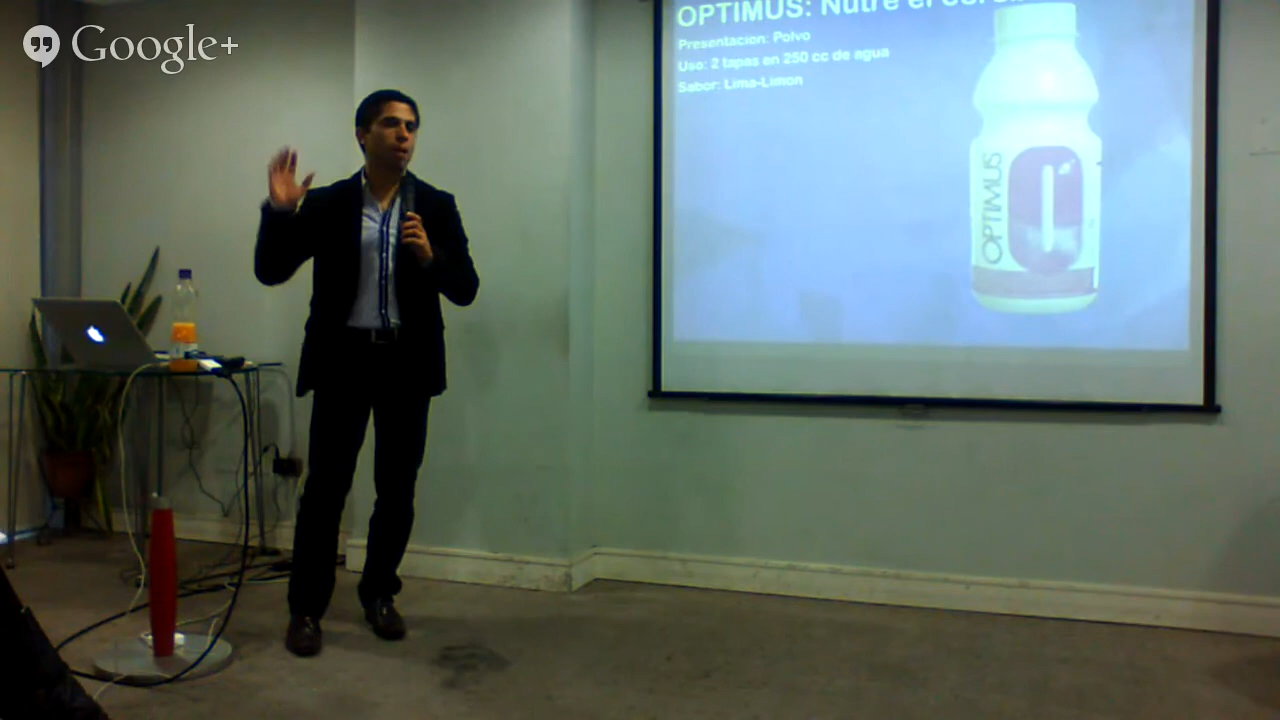 Google+
OPTIMUS: Nutre el
Presentacion: Polvo
Uso: 2 tapas en 250 cc de agua
Sabor: Lima-Limon
OPTIMUS